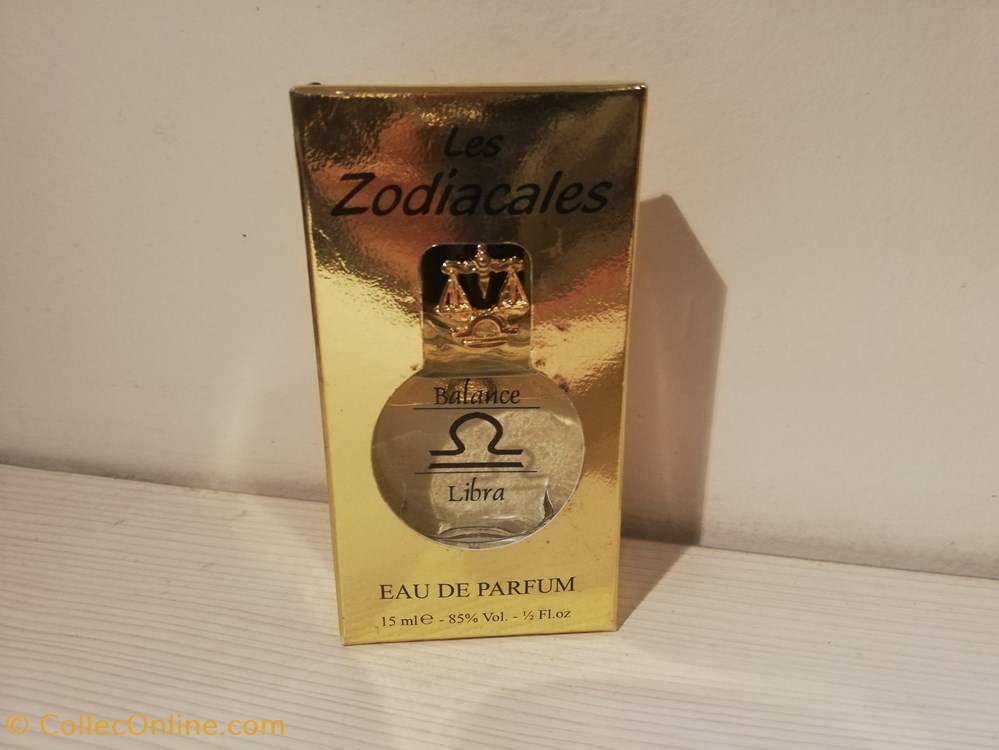 Les
Zodiacales
Balance
Libra
EAU DE PARFUM
15 ml℮ - 85% Vol. - ½ Fl.oz
© CollecOnline.com